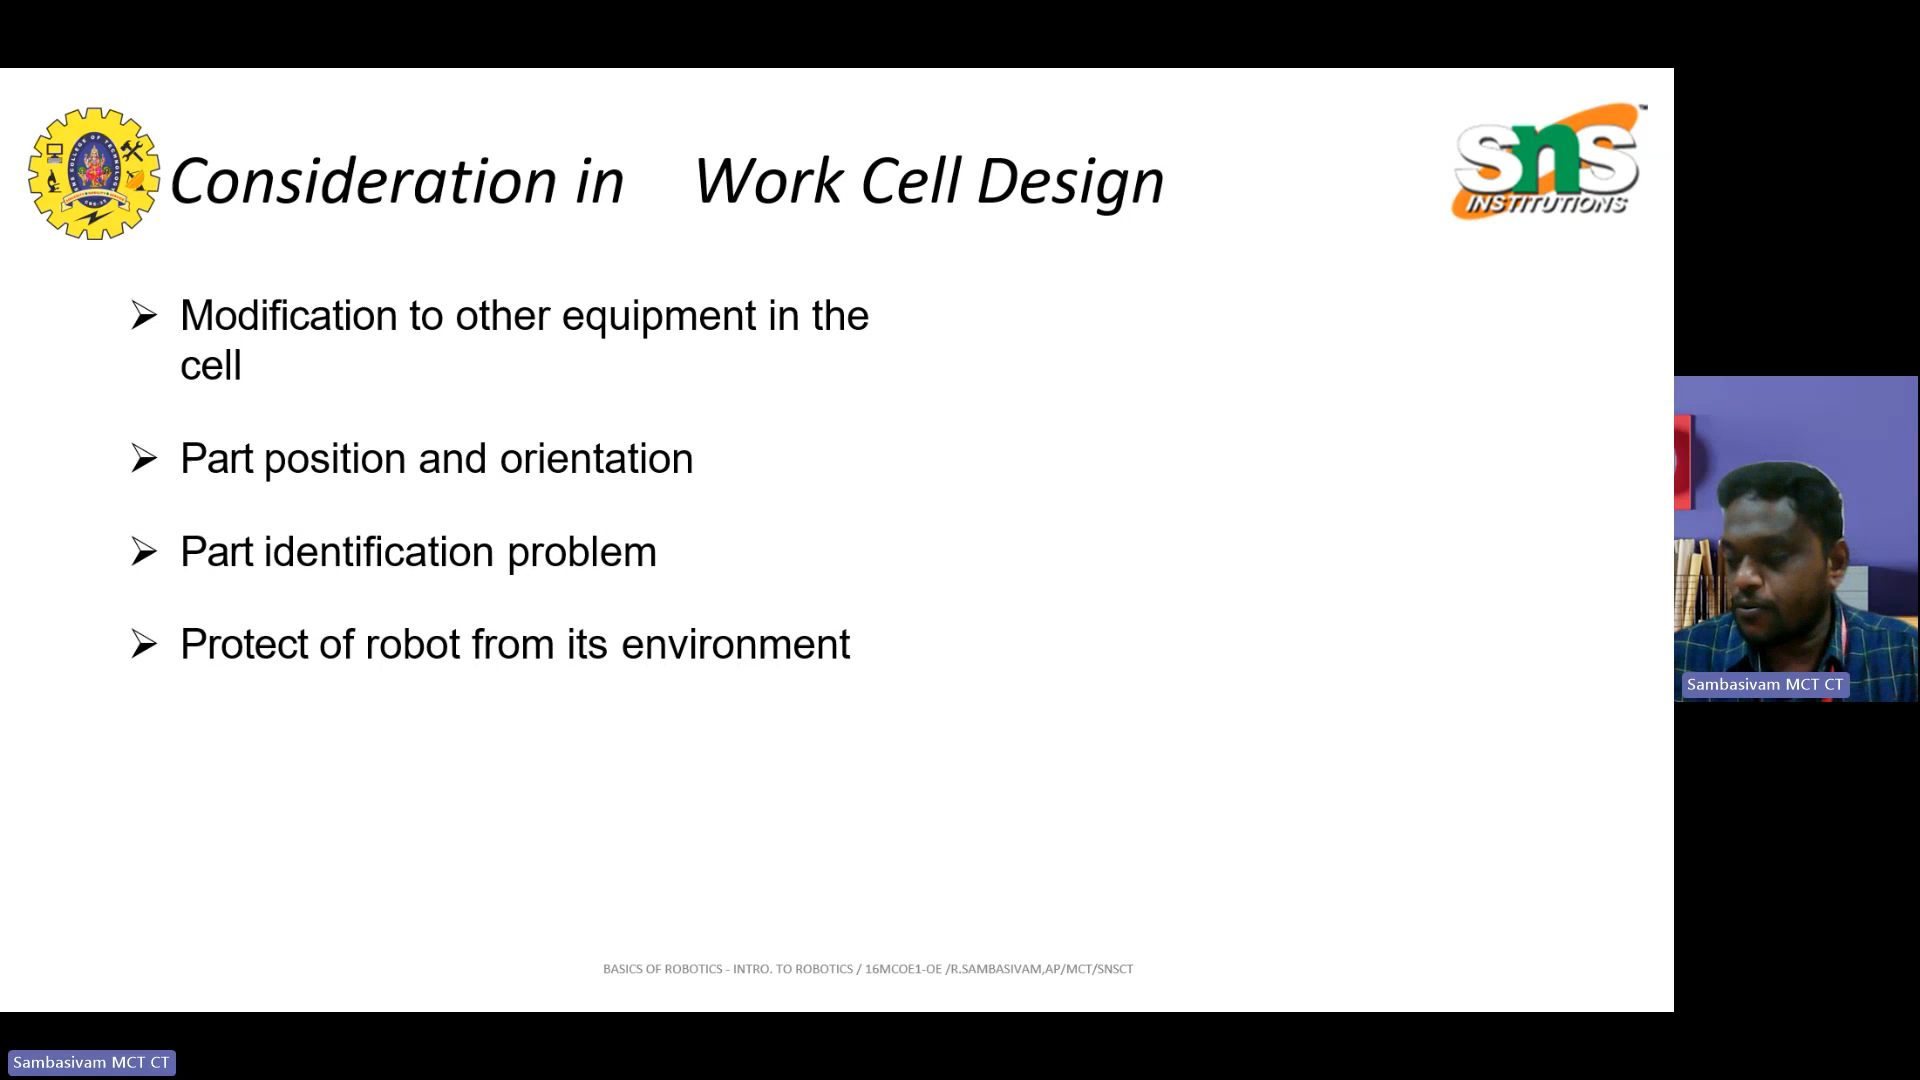 Consideration in Work Cell Design
sns
INSTITUTIONS
➢ Modification to other equipment in the
cell
➢ Part position and orientation
➢ Part identification problem
➢ Protect of robot from its environment
Sambasivam MCT CT
BASICS OF ROBOTICS - INTRO. TO ROBOTICS / 16MCOE1-OE /R.SAMBASIVAM,AP/MCT/SNSCT
Sambasivam MCT CT